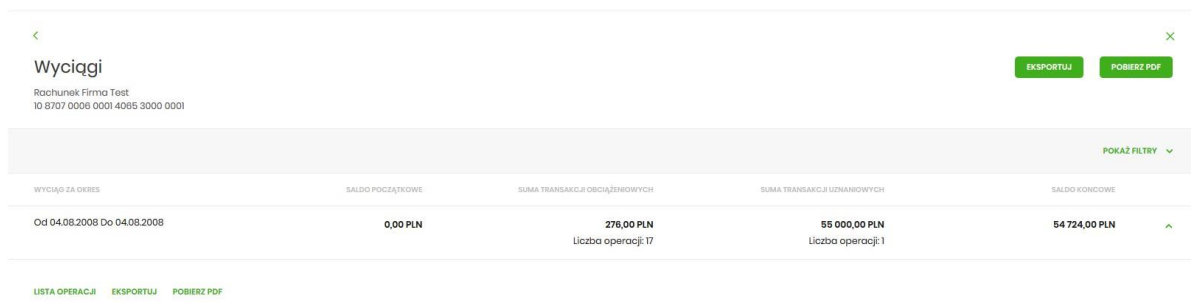 Wyciągi
EKSPORTUJ POBIERZ PDF
Rachunek Firma Test
10 8707 0006 0001 4065 3000 0001
POKAŻ FILTRY
WYCIĄG ZA OKRES SALDO POCZĄTKOWE SUMA TRANSAKCJI OBCIĄŻENIOWYCH SUMA TRANSAKCJI UZNANIOWYCH SALDO KONCOWE
Od 04.08.2008 Do 04.08.2008 0,00 PLN 276,00 PLN 55 000,00 PLN 54 724,00 PLN
Liczba operacji: 17 Liczba operacji: 1
LISTA OPERACJI EKSPORTUJ POBIERZ PDF